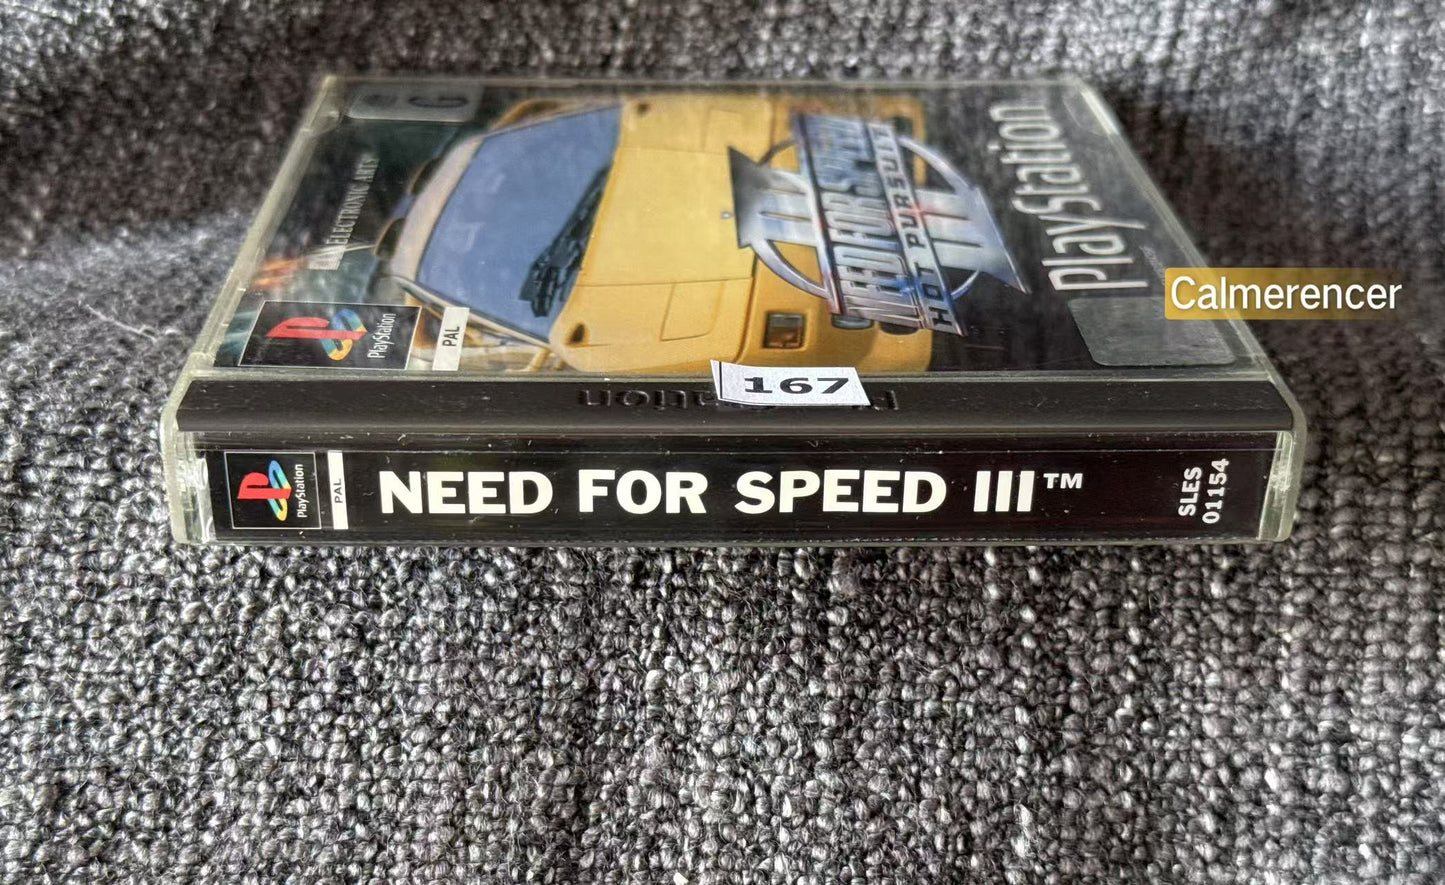 G
ELECTRONIC ARTS
PlayStation
NEED FOR SPEED
III
HOT PURSUIT
PlayStation
PAL
Calmerencer
167
PlayStation
PAL
NEED FOR SPEED III™
SLES
01154